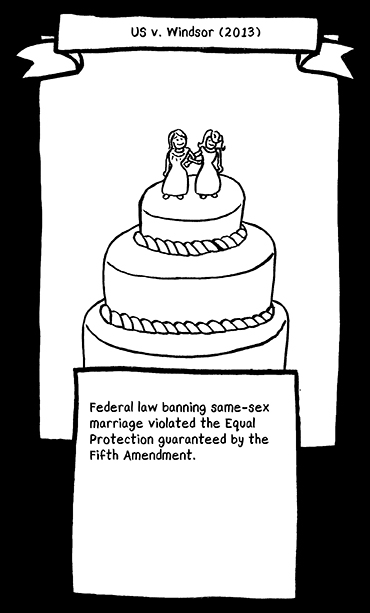 US v. Windsor (2013)
Federal law banning same-sex
marriage violated the Equal
Protection guaranteed by the
Fifth Amendment.